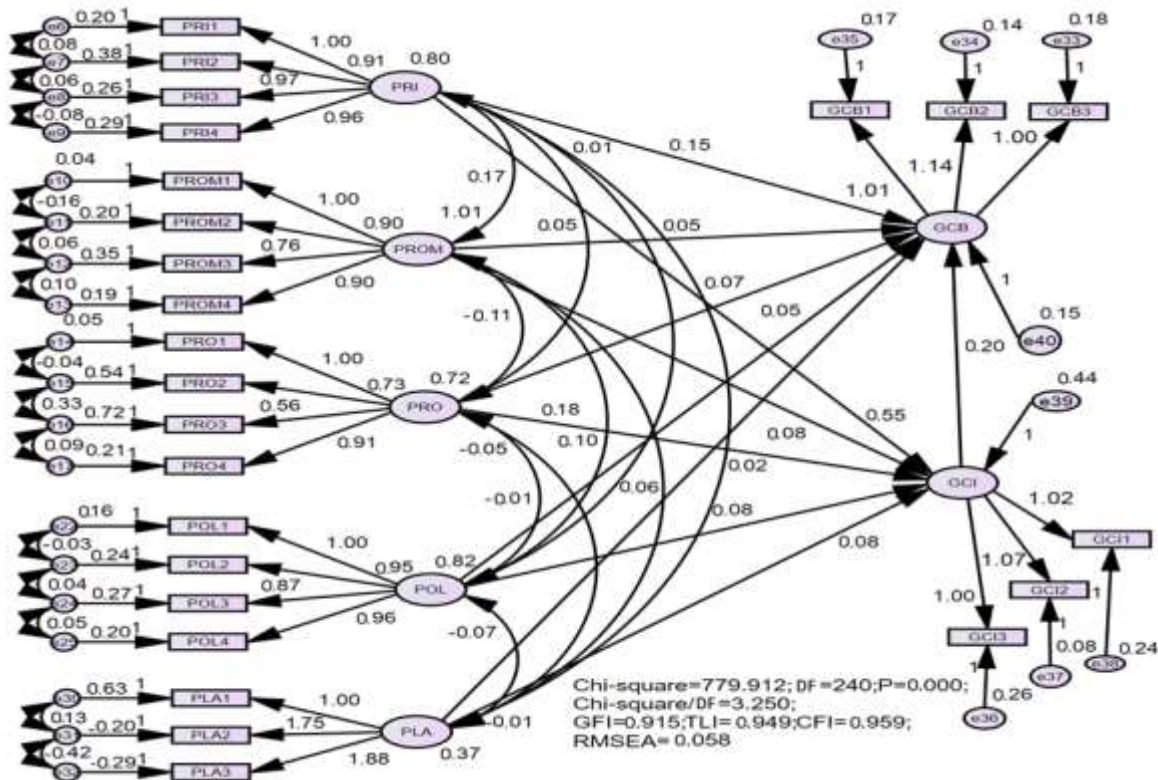 e6 0.20 1 PRI1
0.08
e7 0.38 1 PRI2
0.06
e8 0.26 1 PRI3
-0.08
e9 0.29 1 PRI4
1.00
0.91
0.97
0.96
0.80
PRI
0.04
e10 1 PROM1
-0.16
0.20 1 PROM2
0.06
0.35 1 PROM3
0.10
0.19 1 PROM4
1.00
0.90
0.76
0.90
1.01
PROM
0.05
1 PRO1
-0.04
0.54 1 PRO2
0.33
0.72 1 PRO3
0.09
0.21 1 PRO4
1.00
0.73
0.56
0.91
0.72
PRO
0.16
1 POL1
-0.03
0.24 1 POL2
0.04
0.27 1 POL3
0.05
0.20 1 POL4
1.00
0.95
0.87
0.96
0.82
POL
0.63 1 PLA1
0.13
-0.20 1 PLA2
-0.42
-0.29 1 PLA3
1.00
1.75
1.88
0.37
PLA
0.17
-0.11
-0.01
-0.07
0.01
0.05
-0.05
0.10
0.06
0.02
-0.01
0.15
0.05
0.07
0.05
0.18
0.55
0.08
0.08
0.08
0.20
0.17 0.14 0.18
e35 e34 e33
1 1 1
GCB1 GCB2 GCB3
1.01 1.14 1.00
GCB
1
0.15
e40
0.44
e39
1
GCI
1.02
1.07
1.00
GCI1
GCI2
GCI3
1
1
1
0.24
e38
0.08
e37
0.26
e36
Chi-square=779.912; DF=240;P=0.000;
Chi-square/DF=3.250;
GFI=0.915;TLI=0.949;CFI=0.959;
RMSEA=0.058